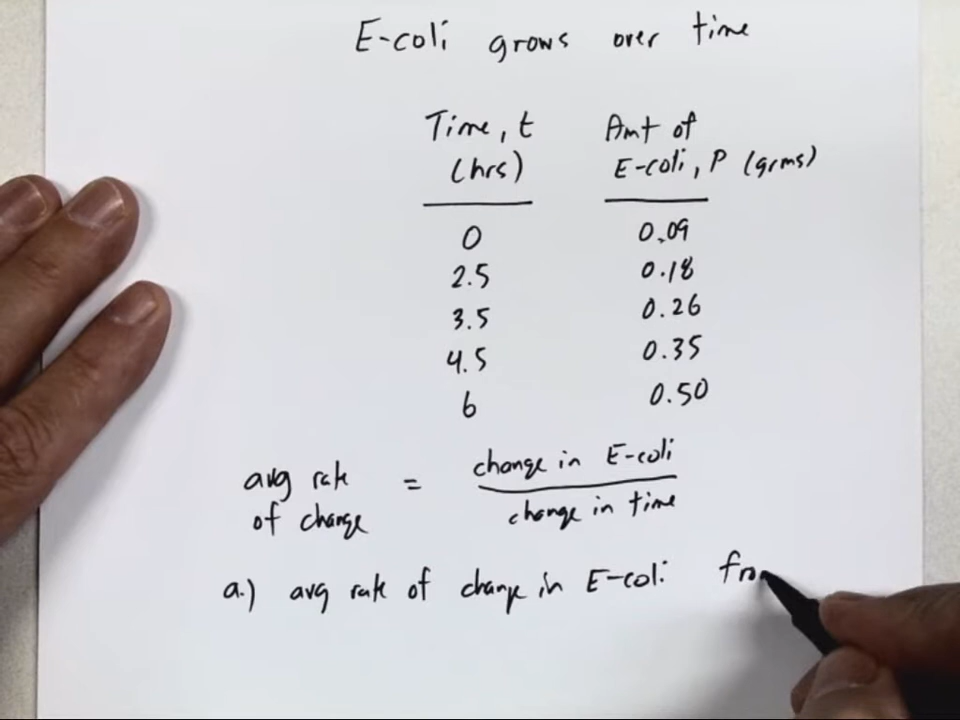 E-coli grows over time
Time, t Amt of
(hrs) E-coli, P (grms)
0 0.09
2.5 0.18
3.5 0.26
4.5 0.35
6 0.50
avg rate = change in E-coli
of change change in time
a.) avg rate of change in E-coli fro